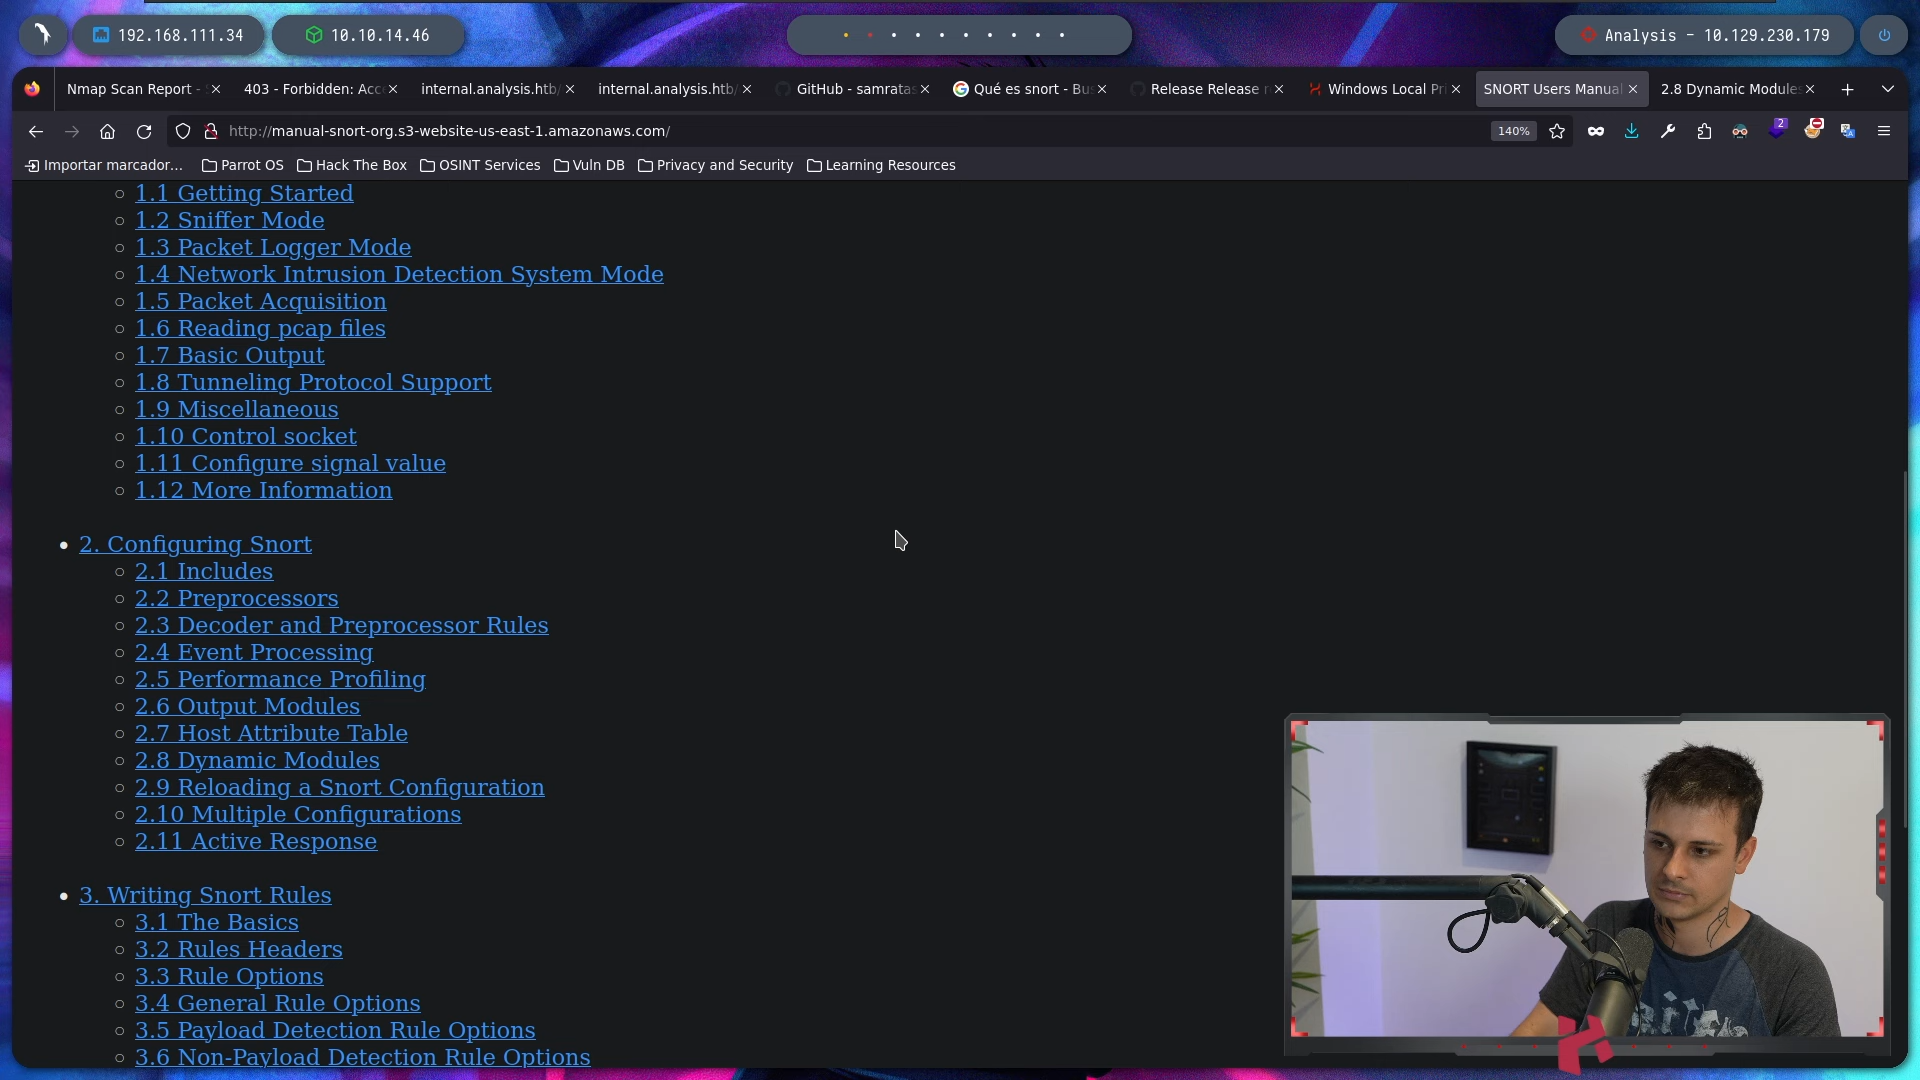 192.168.111.34
10.10.14.46
Analysis - 10.129.230.179
Nmap Scan Report -
403 - Forbidden: Acc
internal.analysis.htb/
internal.analysis.htb/
GitHub - samratas
Qué es snort - Bu
Release Release
Windows Local Pri
SNORT Users Manual
2.8 Dynamic Modules
http://manual-snort-org.s3-website-us-east-1.amazonaws.com/
140%
2
Importar marcador...
Parrot OS
Hack The Box
OSINT Services
Vuln DB
Privacy and Security
Learning Resources
1.1 Getting Started
1.2 Sniffer Mode
1.3 Packet Logger Mode
1.4 Network Intrusion Detection System Mode
1.5 Packet Acquisition
1.6 Reading pcap files
1.7 Basic Output
1.8 Tunneling Protocol Support
1.9 Miscellaneous
1.10 Control socket
1.11 Configure signal value
1.12 More Information
2. Configuring Snort
2.1 Includes
2.2 Preprocessors
2.3 Decoder and Preprocessor Rules
2.4 Event Processing
2.5 Performance Profiling
2.6 Output Modules
2.7 Host Attribute Table
2.8 Dynamic Modules
2.9 Reloading a Snort Configuration
2.10 Multiple Configurations
2.11 Active Response
3. Writing Snort Rules
3.1 The Basics
3.2 Rules Headers
3.3 Rule Options
3.4 General Rule Options
3.5 Payload Detection Rule Options
3.6 Non-Payload Detection Rule Options